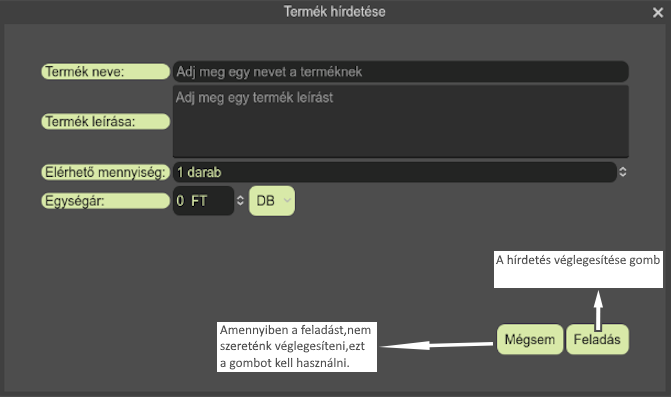 Termék hírdetése
Termék neve:
Adj meg egy nevet a terméknek
Termék leírása:
Adj meg egy termék leírást
Elérhető mennyiség:
1 darab
Egységár:
0 FT
DB
A hírdetés véglegesítése gomb
Amennyiben a feladást,nem
szereténk véglegesíteni,ezt
a gombot kell használni.
Mégsem
Feladás